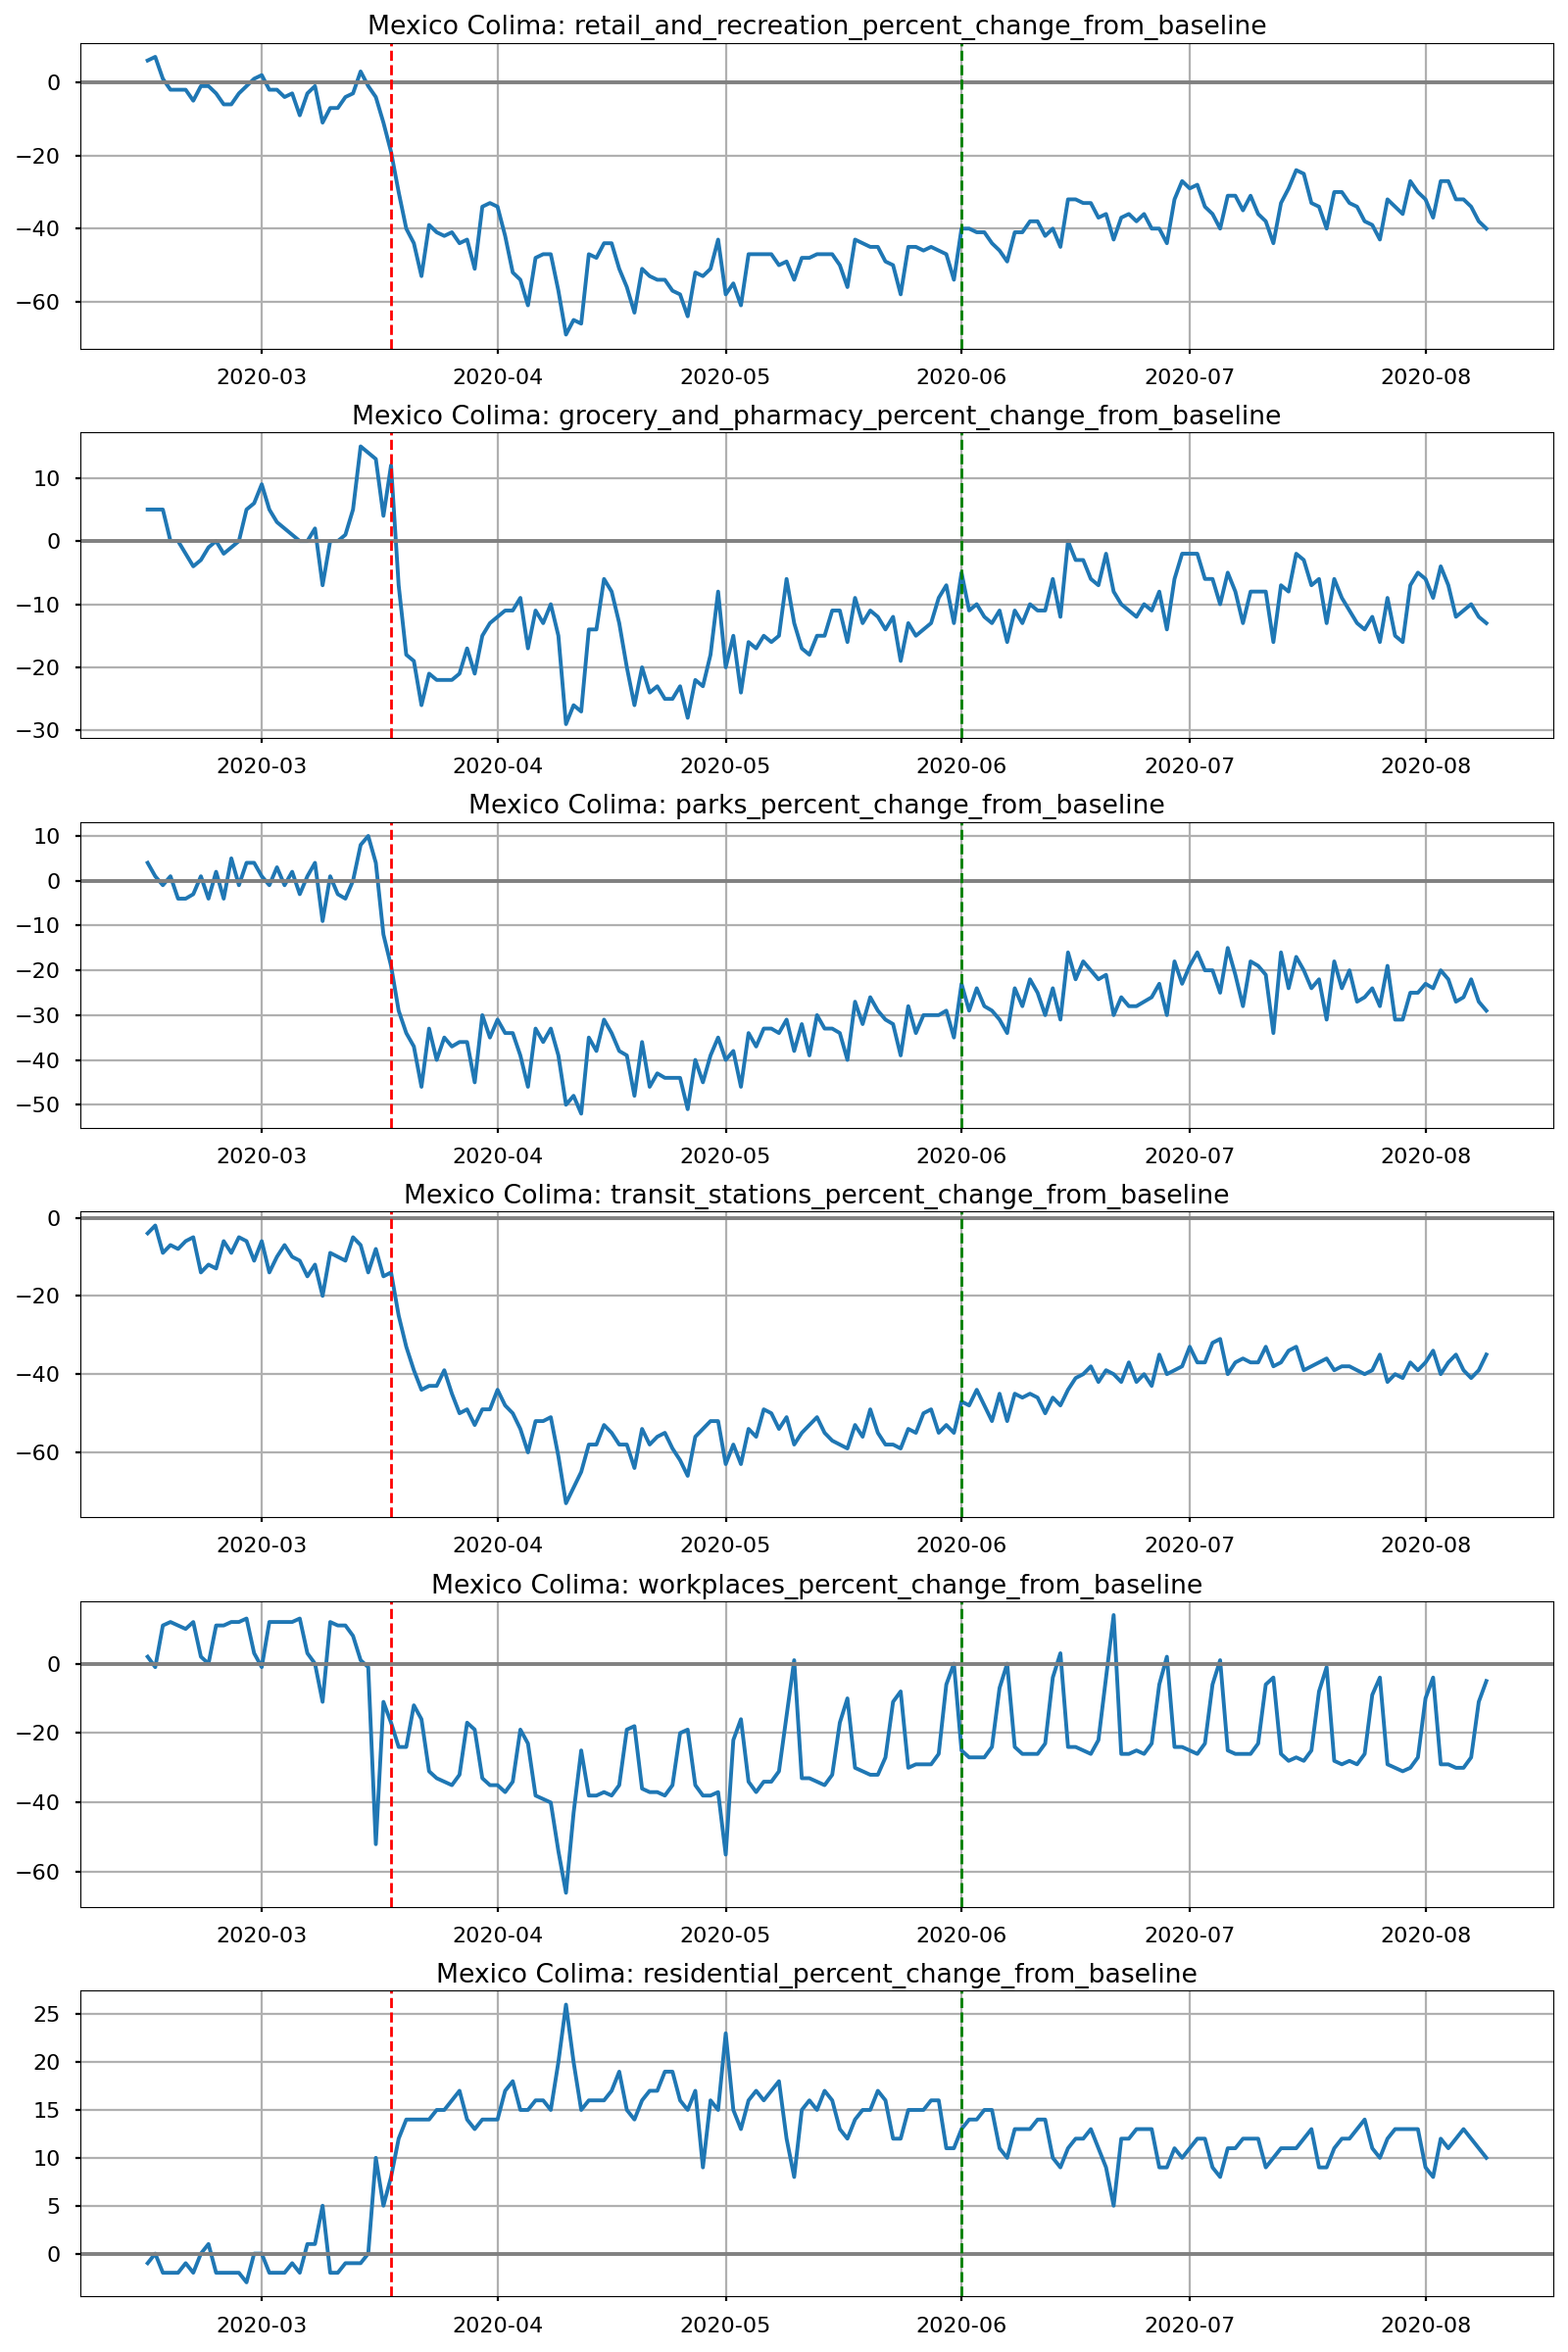 Mexico Colima: retail_and_recreation_percent_change_from_baseline
0
−20
−40
−60
2020-03 2020-04 2020-05 2020-06 2020-07 2020-08
Mexico Colima: grocery_and_pharmacy_percent_change_from_baseline
10
0
−10
−20
−30
2020-03 2020-04 2020-05 2020-06 2020-07 2020-08
Mexico Colima: parks_percent_change_from_baseline
10
0
−10
−20
−30
−40
−50
2020-03 2020-04 2020-05 2020-06 2020-07 2020-08
Mexico Colima: transit_stations_percent_change_from_baseline
0
−20
−40
−60
2020-03 2020-04 2020-05 2020-06 2020-07 2020-08
Mexico Colima: workplaces_percent_change_from_baseline
0
−20
−40
−60
2020-03 2020-04 2020-05 2020-06 2020-07 2020-08
Mexico Colima: residential_percent_change_from_baseline
25
20
15
10
5
0
2020-03 2020-04 2020-05 2020-06 2020-07 2020-08